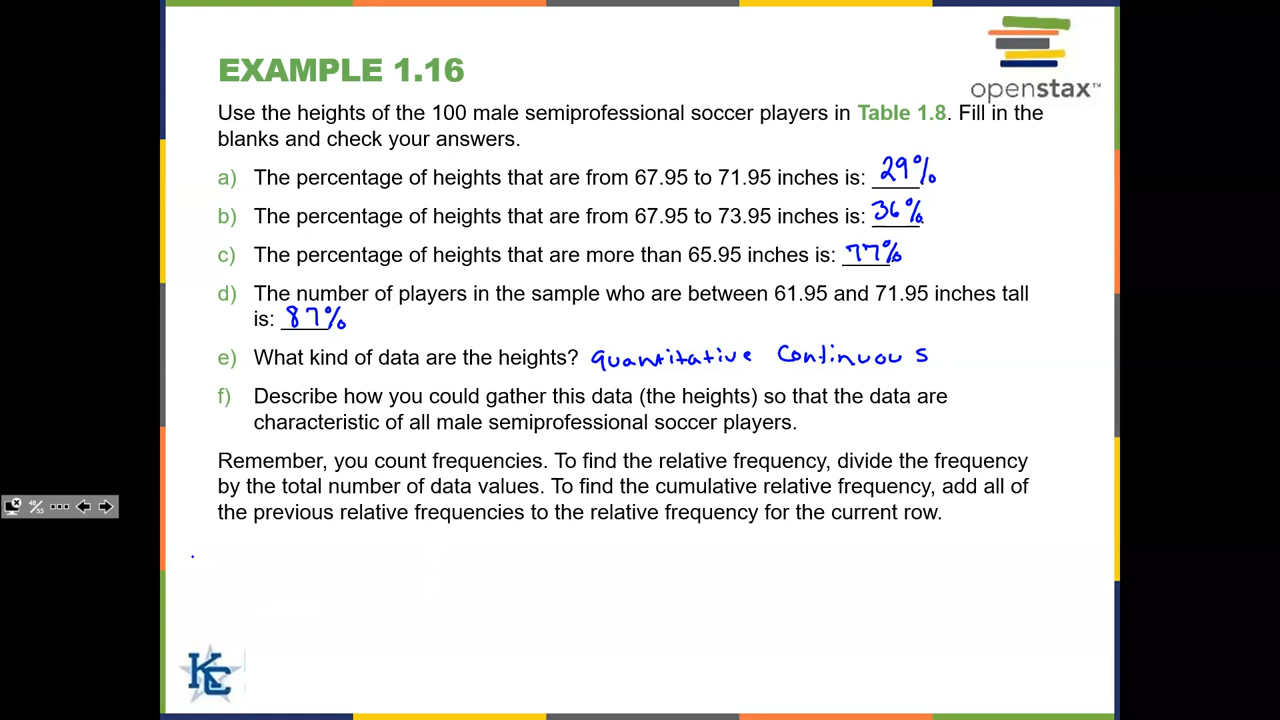 EXAMPLE 1.16
openstax™
Use the heights of the 100 male semiprofessional soccer players in Table 1.8. Fill in the
blanks and check your answers.
a) The percentage of heights that are from 67.95 to 71.95 inches is: 29%
b) The percentage of heights that are from 67.95 to 73.95 inches is: 36%
c) The percentage of heights that are more than 65.95 inches is: 77%
d) The number of players in the sample who are between 61.95 and 71.95 inches tall
is: 87%
e) What kind of data are the heights? quantitative continuous
f) Describe how you could gather this data (the heights) so that the data are
characteristic of all male semiprofessional soccer players.
Remember, you count frequencies. To find the relative frequency, divide the frequency
by the total number of data values. To find the cumulative relative frequency, add all of
the previous relative frequencies to the relative frequency for the current row.
48/55
KC